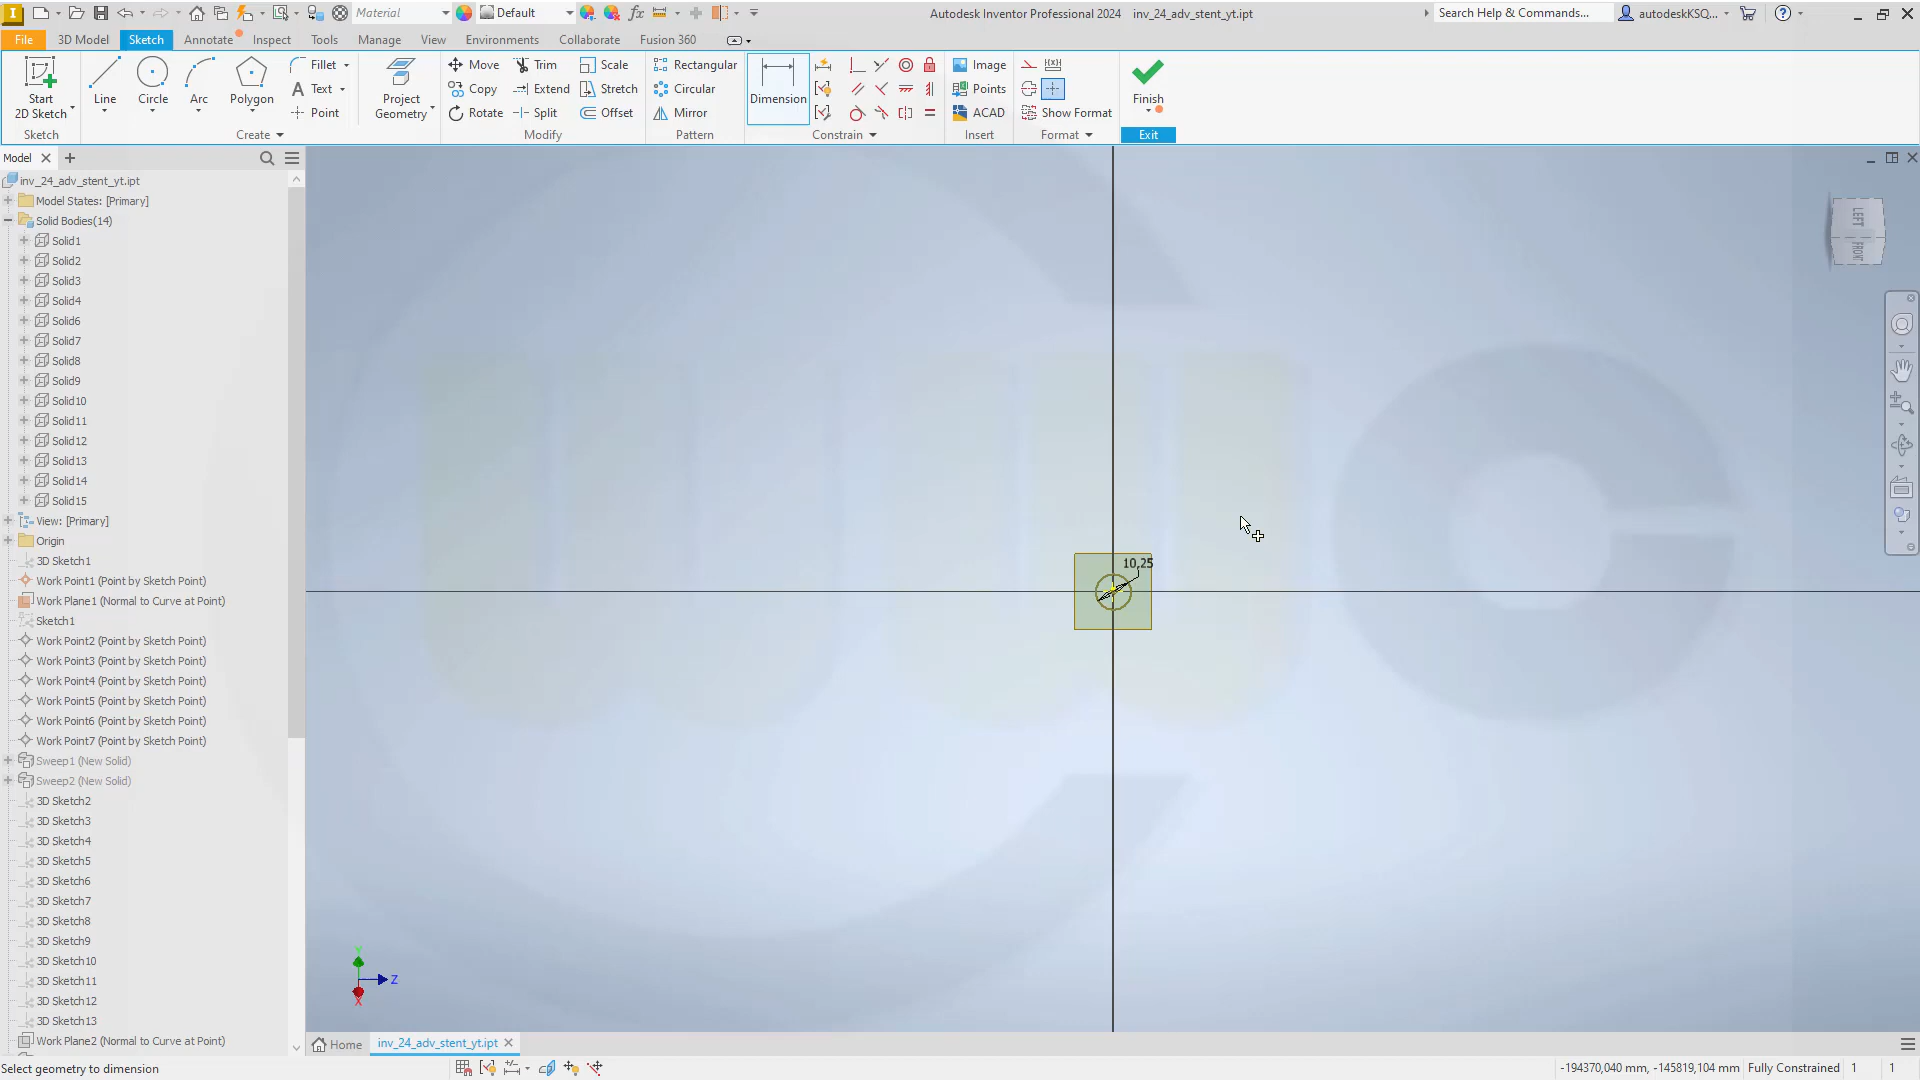 Material
Default
Autodesk Inventor Professional 2024 inv_24_adv_stent_yt.ipt
Search Help & Commands...
autodeskKSQ...
File
3D Model
Sketch
Annotate
Inspect
Tools
Manage
View
Environments
Collaborate
Fusion 360
Start
2D Sketch
Line
Circle
Arc
Polygon
Fillet
Text
Point
Project
Geometry
Move
Copy
Rotate
Trim
Extend
Split
Scale
Stretch
Offset
Rectangular
Circular
Mirror
Dimension
Image
Points
ACAD
Show Format
Finish
Sketch
Create
Modify
Pattern
Constrain
Insert
Format
Exit
Model
inv_24_adv_stent_yt.ipt
Model States: [Primary]
Solid Bodies(14)
Solid1
Solid2
Solid3
Solid4
Solid6
Solid7
Solid8
Solid9
Solid10
Solid11
Solid12
Solid13
Solid14
Solid15
View: [Primary]
Origin
3D Sketch1
Work Point1 (Point by Sketch Point)
Work Plane1 (Normal to Curve at Point)
Sketch1
Work Point2 (Point by Sketch Point)
Work Point3 (Point by Sketch Point)
Work Point4 (Point by Sketch Point)
Work Point5 (Point by Sketch Point)
Work Point6 (Point by Sketch Point)
Work Point7 (Point by Sketch Point)
Sweep1 (New Solid)
Sweep2 (New Solid)
3D Sketch2
3D Sketch3
3D Sketch4
3D Sketch5
3D Sketch6
3D Sketch7
3D Sketch8
3D Sketch9
3D Sketch10
3D Sketch11
3D Sketch12
3D Sketch13
Work Plane2 (Normal to Curve at Point)
10,25
LEFT
FRONT
Y
Z
X
Home
inv_24_adv_stent_yt.ipt
Select geometry to dimension
-194370,040 mm, -145819,104 mm
Fully Constrained
1
1